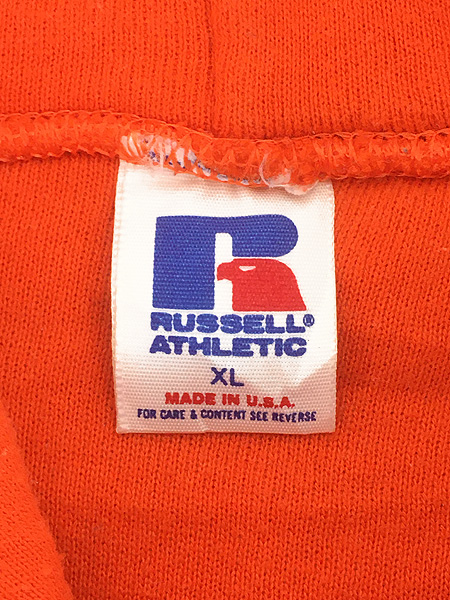 R
RUSSELL®
ATHLETIC
XL
MADE IN U.S.A.
FOR CARE & CONTENT SEE REVERSE